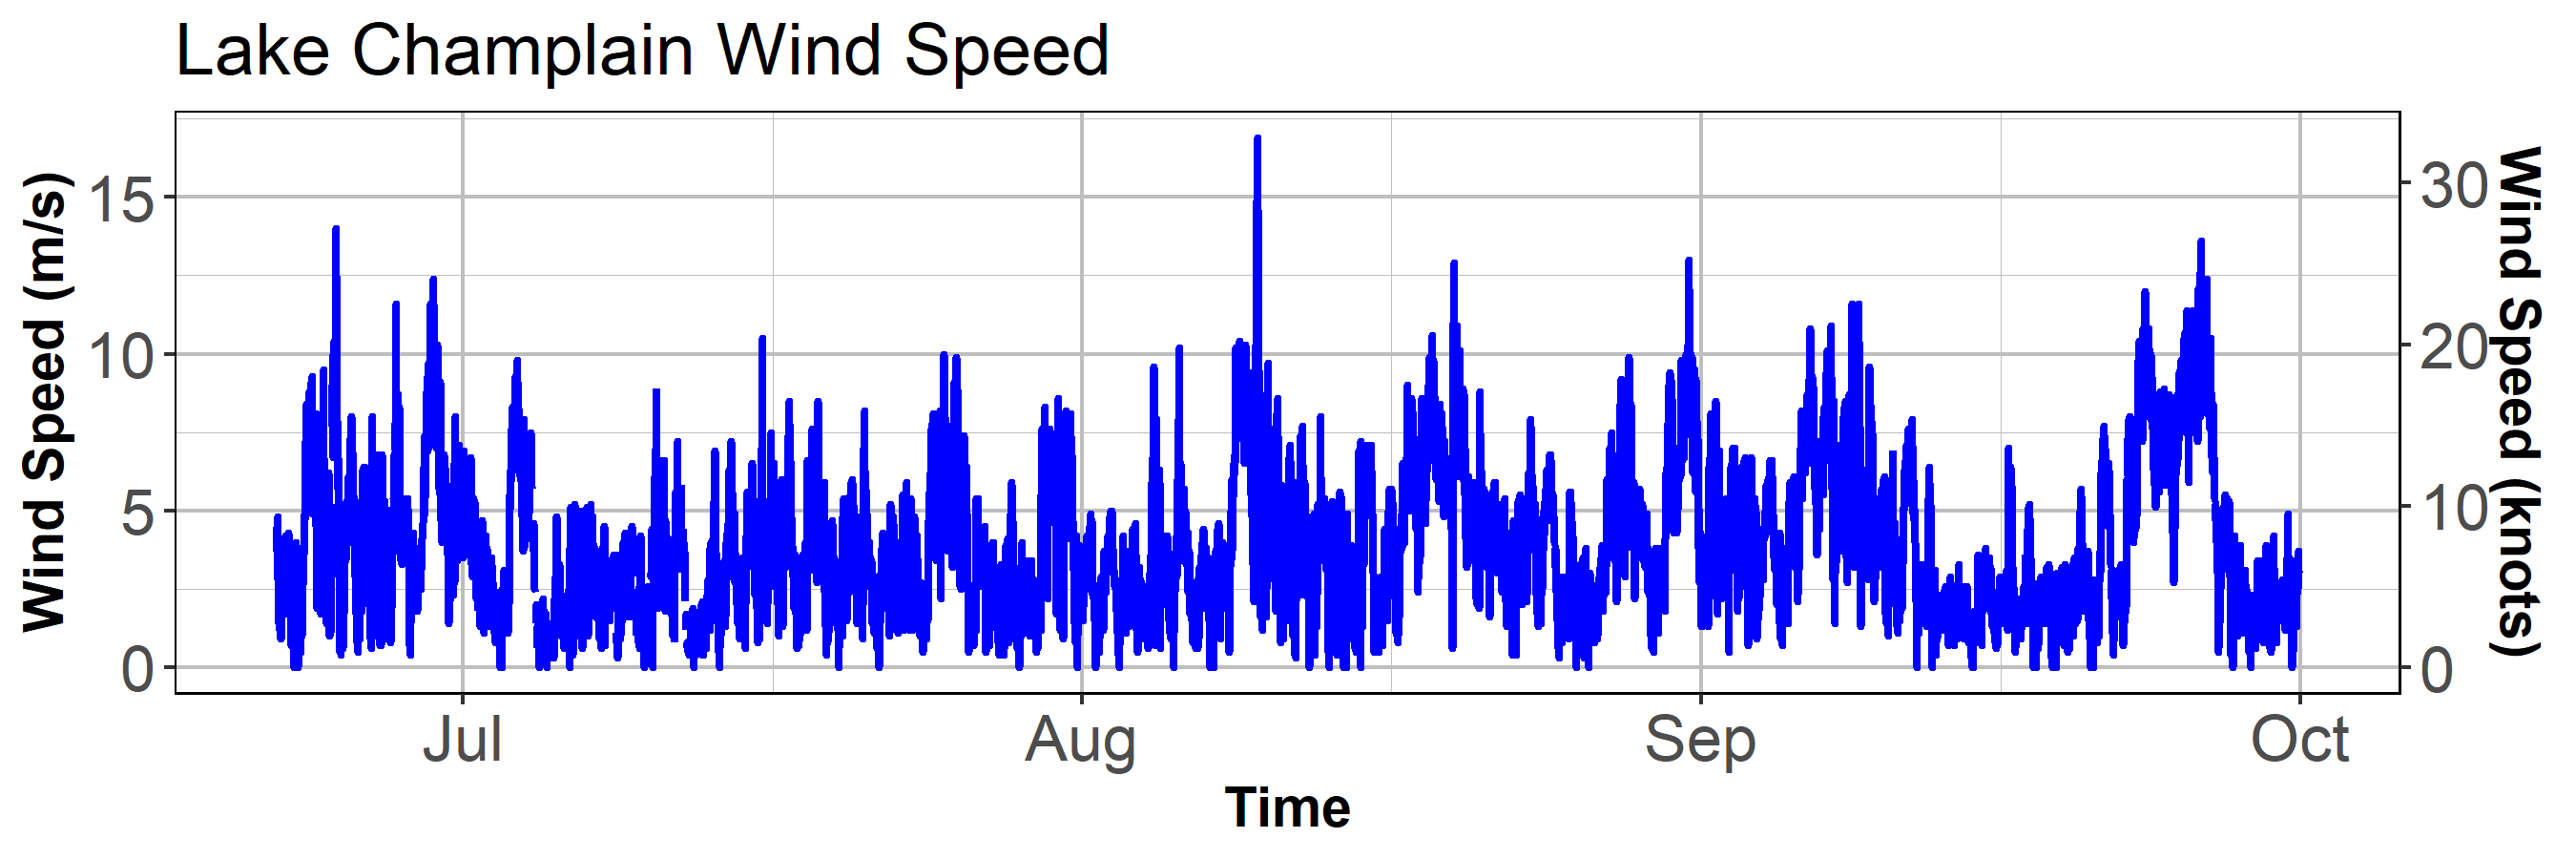 Lake Champlain Wind Speed
Wind Speed (m/s)
15
10
5
0
30
20
10
0
Wind Speed (knots)
Jul
Aug
Sep
Oct
Time